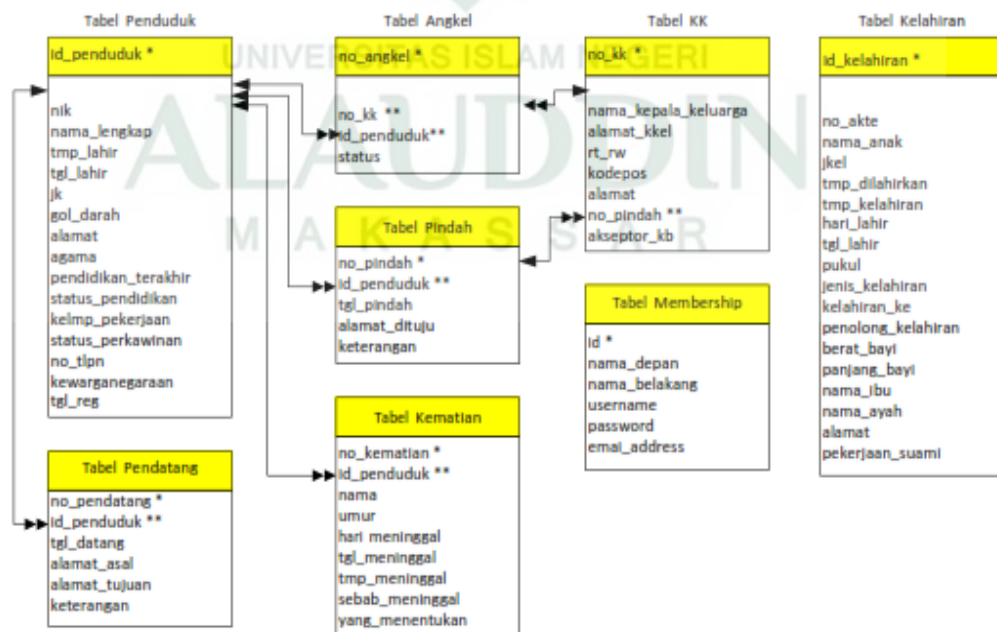 Tabel Penduduk
id_penduduk *
nik
nama_lengkap
tmp_lahir
tgl_lahir
jk
gol_darah
alamat
agama
pendidikan_terakhir
status_pendidikan
kelmp_pekerjaan
status_perkawinan
no_tlpn
kewarganegaraan
tgl_reg
Tabel Pendatang
no_pendatang *
id_penduduk **
tgl_datang
alamat_asal
alamat_tujuan
keterangan
Tabel Angkel
no_angkel *
no_kk **
id_penduduk**
status
Tabel Pindah
no_pindah *
id_penduduk **
tgl_pindah
alamat_dituju
keterangan
Tabel Kematian
no_kematian *
id_penduduk **
nama
umur
hari meninggal
tgl_meninggal
tmp_meninggal
sebab_meninggal
yang_menentukan
Tabel KK
no_kk *
nama_kepala_keluarga
alamat_kkel
rt_rw
kodepos
alamat
no_pindah **
akseptor_kb
Tabel Membership
id *
nama_depan
nama_belakang
username
password
emai_address
Tabel Kelahiran
id_kelahiran *
no_akte
nama_anak
jkel
tmp_dilahirkan
tmp_kelahiran
hari_lahir
tgl_lahir
pukul
jenis_kelahiran
kelahiran_ke
penolong_kelahiran
berat_bayi
panjang_bayi
nama_ibu
nama_ayah
alamat
pekerjaan_suami
UNIVERSITAS ISLAM NEGERI
ALAUDDIN
MAKASSAR